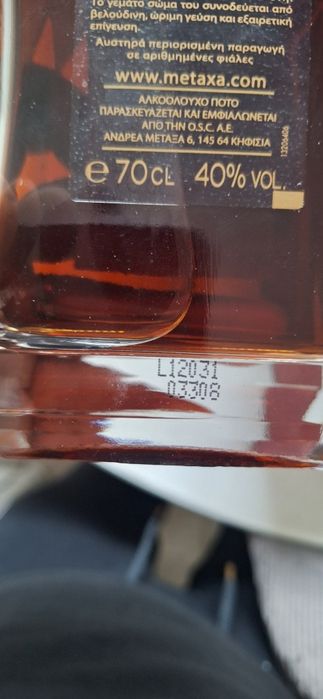 Το γεμάτο σώμα του συνοδεύεται από
βελούδινη, ώριμη γεύση και εξαιρετική
επίγευση.
Αυστηρά περιορισμένη παραγωγή
σε αριθμημένες φιάλες
www.metaxa.com
ΑΛΚΟΟΛΟΥΧΟ ΠΟΤΟ
ΠΑΡΑΣΚΕΥΑΖΕΤΑΙ ΚΑΙ ΕΜΦΙΑΛΩΝΕΤΑΙ
ΑΠΟ ΤΗΝ O.S.C. A.E.
ΑΝΔΡΕΑ ΜΕΤΑΞΑ 6, 145 64 ΚΗΦΙΣΙΑ
e 70CL 40% VOL.
L12031
03308